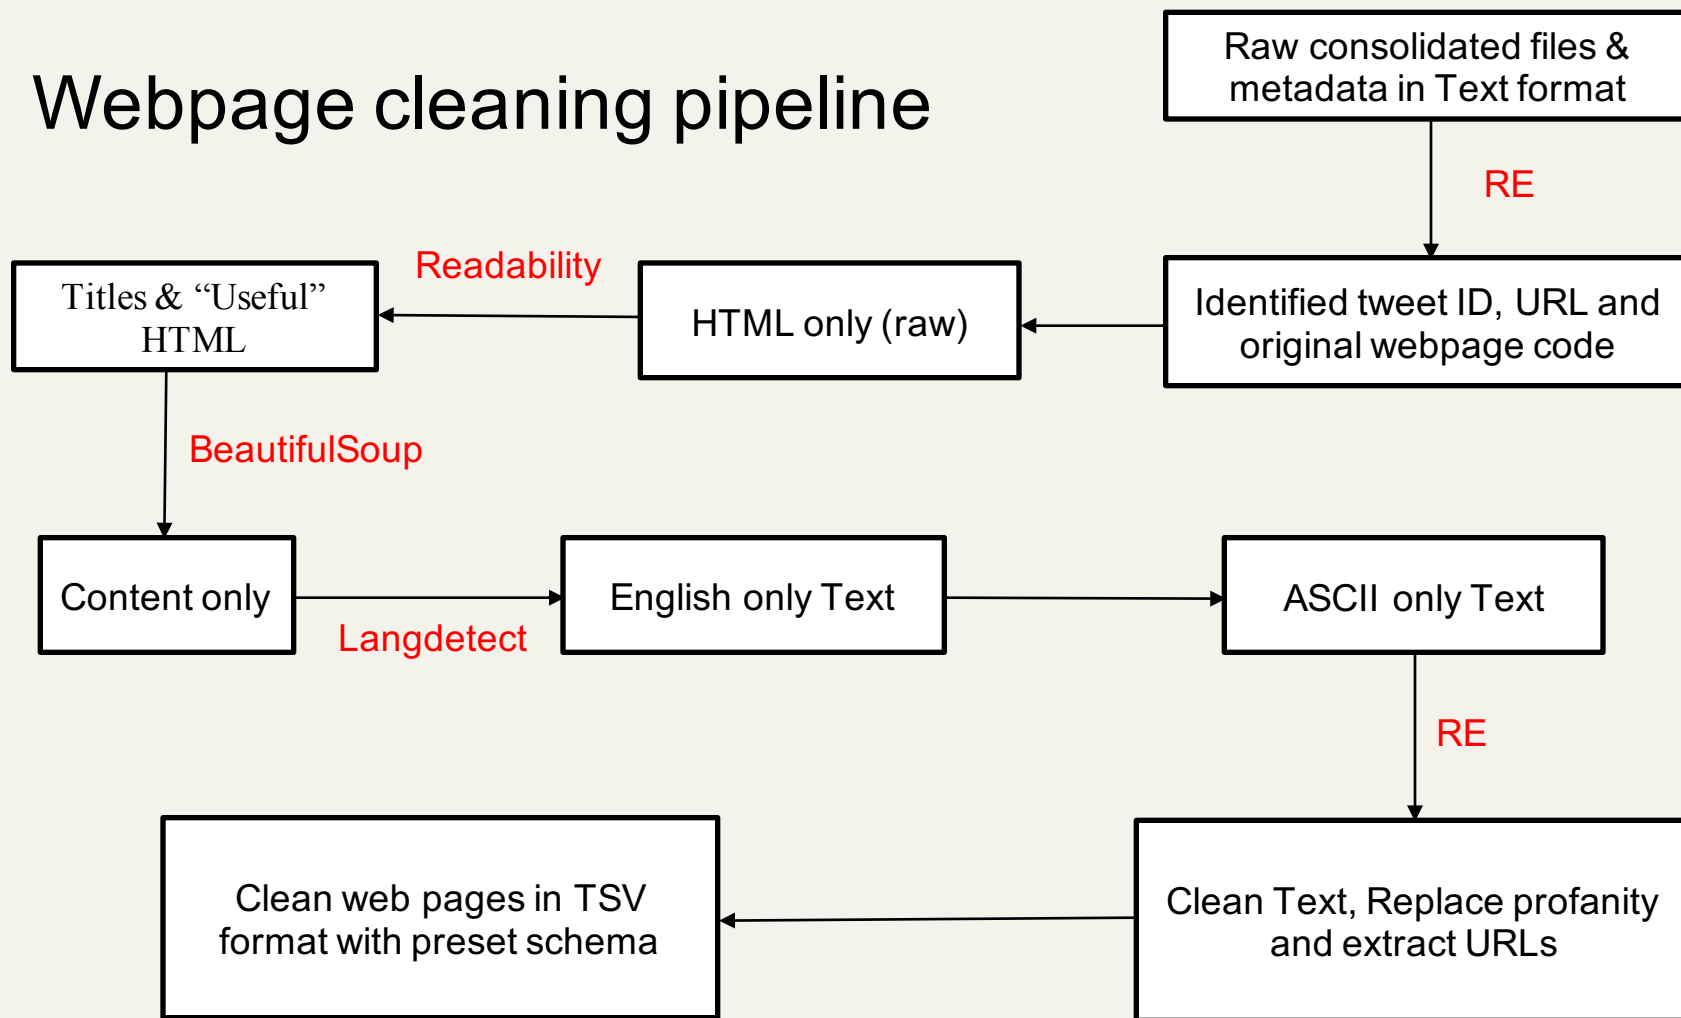 Webpage cleaning pipeline
Raw consolidated files &
metadata in Text format
RE
Identified tweet ID, URL and
original webpage code
HTML only (raw)
Readability
Titles & “Useful”
HTML
BeautifulSoup
Content only
Langdetect
English only Text
ASCII only Text
RE
Clean Text, Replace profanity
and extract URLs
Clean web pages in TSV
format with preset schema